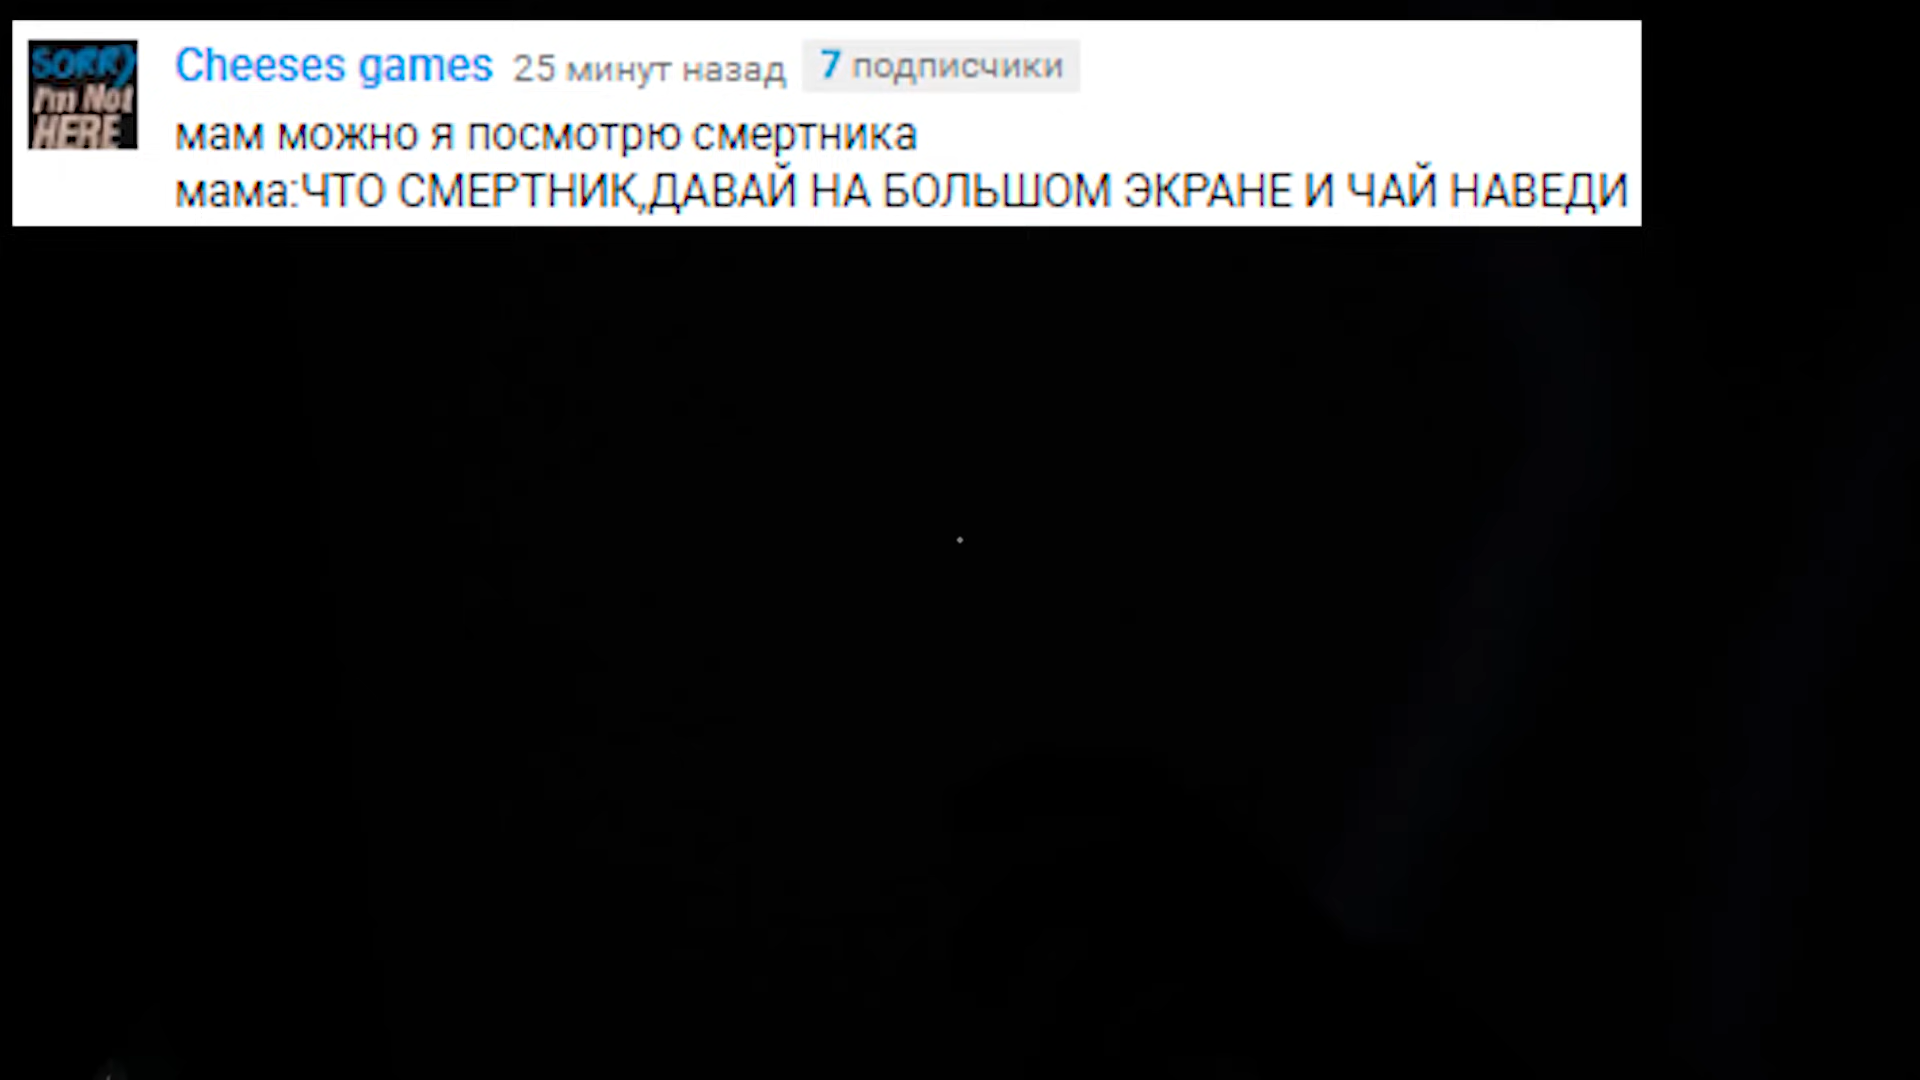 SORRY
I'm Not
HERE
Cheeses games 25 минут назад 7 подписчики
мам можно я посмотрю смертника
мама:ЧТО СМЕРТНИК,ДАВАЙ НА БОЛЬШОМ ЭКРАНЕ И ЧАЙ НАВЕДИ